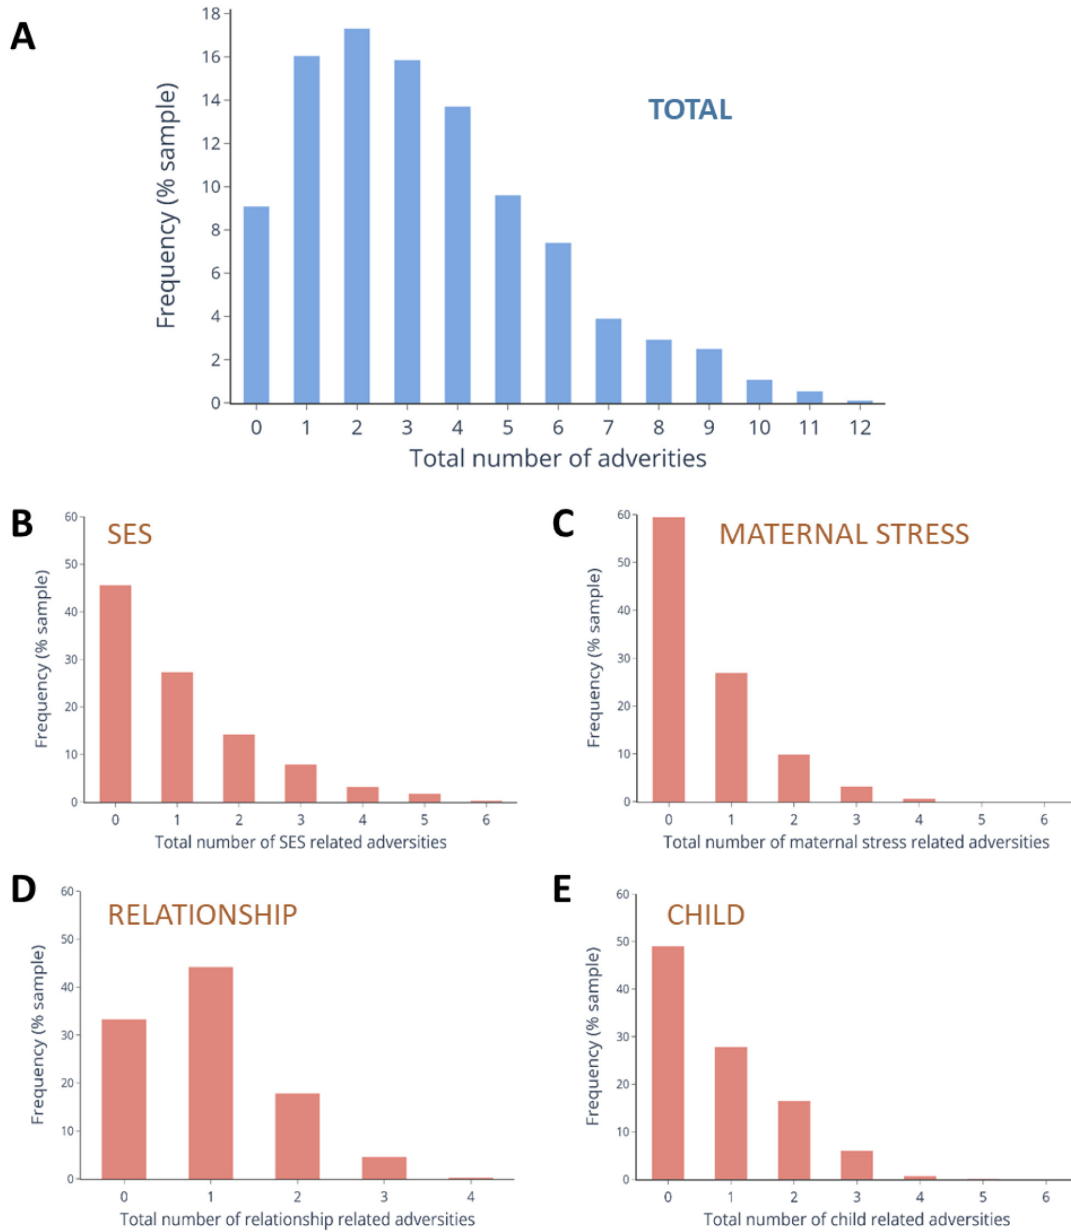 A
TOTAL
Frequency (% sample)
18
16
14
12
10
8
6
4
2
0
0 1 2 3 4 5 6 7 8 9 10 11 12
Total number of adverities
B
SES
Frequency (% sample)
60
50
40
30
20
10
0
0 1 2 3 4 5 6
Total number of SES related adversities
C
MATERNAL STRESS
Frequency (% sample)
60
50
40
30
20
10
0
0 1 2 3 4 5 6
Total number of maternal stress related adversities
D
RELATIONSHIP
Frequency (% sample)
60
50
40
30
20
10
0
0 1 2 3 4
Total number of relationship related adversities
E
CHILD
Frequency (% sample)
60
50
40
30
20
10
0
0 1 2 3 4 5 6
Total number of child related adversities